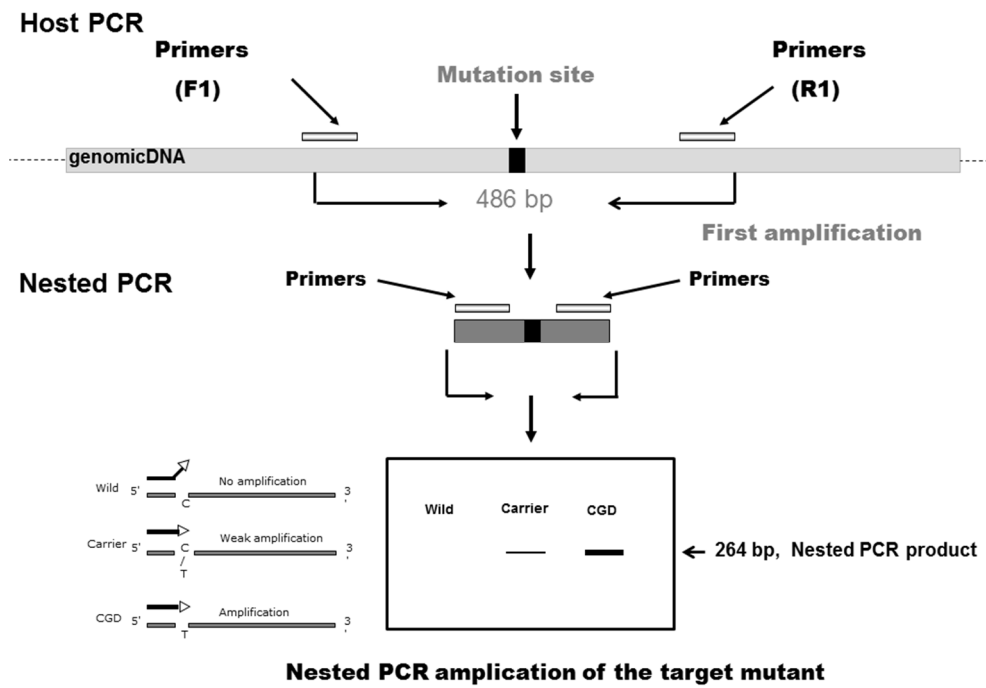 Host PCR
Primers
(F1)
Mutation site
Primers
(R1)
genomicDNA
486 bp
First amplification
Nested PCR
Primers
Primers
Wild 5' C No amplification 3'
Carrier 5' C / T Weak amplification 3'
CGD 5' T Amplification 3'
Wild Carrier CGD
264 bp, Nested PCR product
Nested PCR amplication of the target mutant